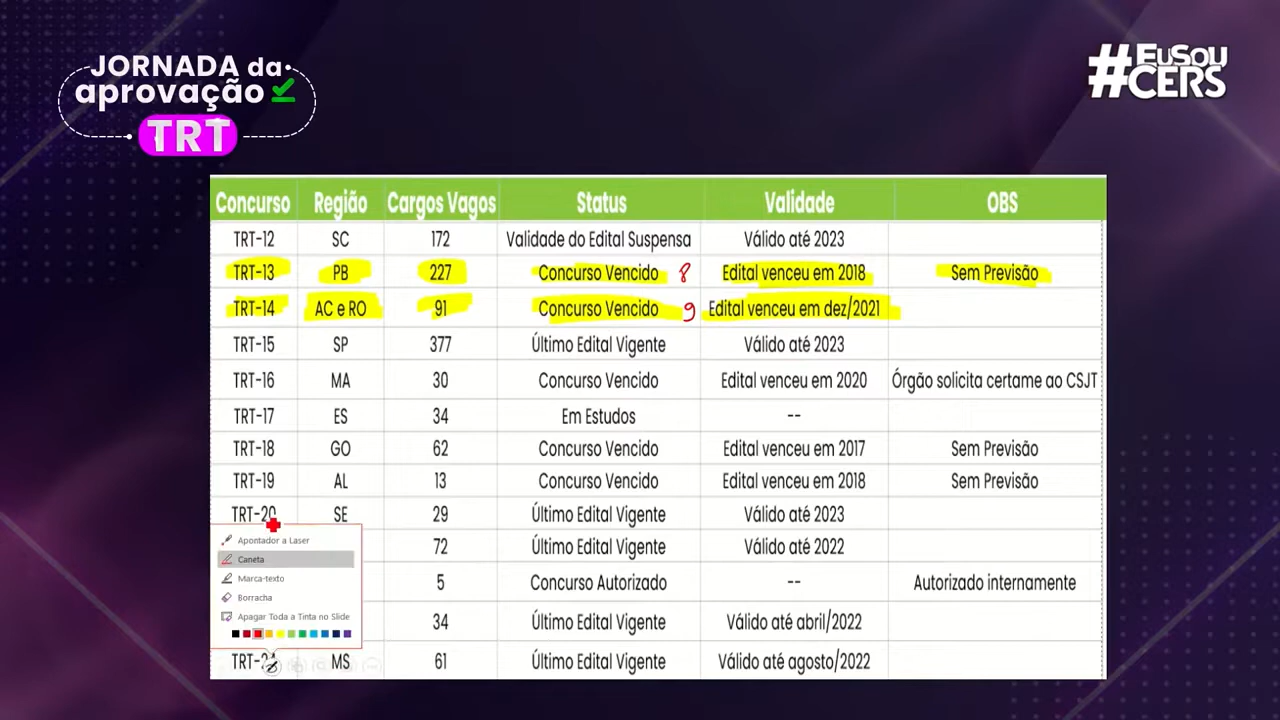 JORNADA da
aprovação
TRT
#EuSou
CERS
Concurso Região Cargos Vagos Status Validade OBS
TRT-12 SC 172 Validade do Edital Suspensa Válido até 2023
TRT-13 PB 227 Concurso Vencido 8 Edital venceu em 2018 Sem Previsão
TRT-14 AC e RO 91 Concurso Vencido 9 Edital venceu em dez/2021
TRT-15 SP 377 Último Edital Vigente Válido até 2023
TRT-16 MA 30 Concurso Vencido Edital venceu em 2020 Órgão solicita certame ao CSJT
TRT-17 ES 34 Em Estudos --
TRT-18 GO 62 Concurso Vencido Edital venceu em 2017 Sem Previsão
TRT-19 AL 13 Concurso Vencido Edital venceu em 2018 Sem Previsão
TRT-20 SE 29 Último Edital Vigente Válido até 2023
72 Último Edital Vigente Válido até 2022
5 Concurso Autorizado -- Autorizado internamente
34 Último Edital Vigente Válido até abril/2022
TRT-24 MS 61 Último Edital Vigente Válido até agosto/2022
Apontador a Laser
Caneta
Marca-texto
Borracha
Apagar Toda a Tinta no Slide